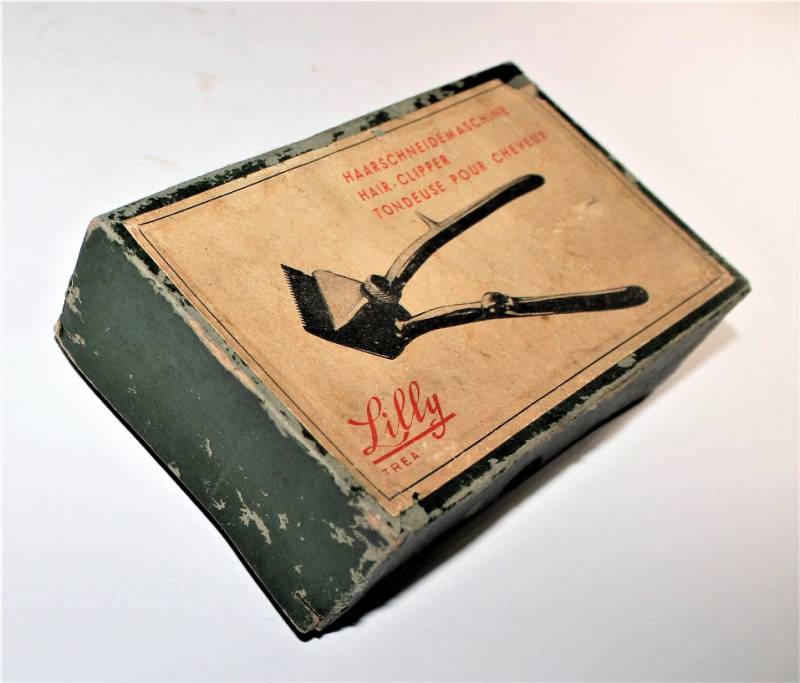 HAARSCHNEIDEMASCHINE
HAIR-CLIPPER
TONDEUSE POUR CHEVEUX
Lilly
TREA